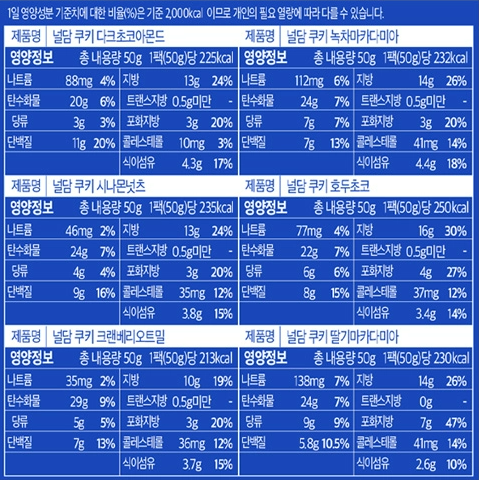 1일 영양성분 기준치에 대한 비율(%)은 기준 2,000kcal 이므로 개인의 필요 열량에 따라 다를 수 있습니다.
제품명 널담 쿠키 다크초코아몬드
영양정보 총 내용량 50g 1팩(50g)당 225kcal
나트륨 88mg 4% 지방 13g 24%
탄수화물 20g 6% 트랜스지방 0.5g미만 -
당류 3g 3% 포화지방 3g 20%
단백질 11g 20% 콜레스테롤 10mg 3%
식이섬유 4.3g 17%
제품명 널담 쿠키 녹차마카다미아
영양정보 총 내용량 50g 1팩(50g)당 232kcal
나트륨 112mg 6% 지방 14g 26%
탄수화물 24g 7% 트랜스지방 0.5g미만 -
당류 7g 7% 포화지방 3g 20%
단백질 7g 13% 콜레스테롤 41mg 14%
식이섬유 4.4g 18%
제품명 널담 쿠키 시나몬넛츠
영양정보 총 내용량 50g 1팩(50g)당 235kcal
나트륨 46mg 2% 지방 13g 24%
탄수화물 24g 7% 트랜스지방 0.5g미만 -
당류 4g 4% 포화지방 3g 20%
단백질 9g 16% 콜레스테롤 35mg 12%
식이섬유 3.8g 15%
제품명 널담 쿠키 호두초코
영양정보 총 내용량 50g 1팩(50g)당 250kcal
나트륨 77mg 4% 지방 16g 30%
탄수화물 22g 7% 트랜스지방 0.5g미만 -
당류 6g 6% 포화지방 4g 27%
단백질 8g 15% 콜레스테롤 37mg 12%
식이섬유 3.4g 14%
제품명 널담 쿠키 크랜베리오트밀
영양정보 총 내용량 50g 1팩(50g)당 213kcal
나트륨 35mg 2% 지방 10g 19%
탄수화물 29g 9% 트랜스지방 0.5g미만 -
당류 5g 5% 포화지방 3g 20%
단백질 7g 13% 콜레스테롤 36mg 12%
식이섬유 3.7g 15%
제품명 널담 쿠키 딸기마카다미아
영양정보 총 내용량 50g 1팩(50g)당 230kcal
나트륨 138mg 7% 지방 14g 26%
탄수화물 24g 7% 트랜스지방 0g -
당류 9g 9% 포화지방 7g 47%
단백질 5.8g 10.5% 콜레스테롤 41mg 14%
식이섬유 2.6g 10%